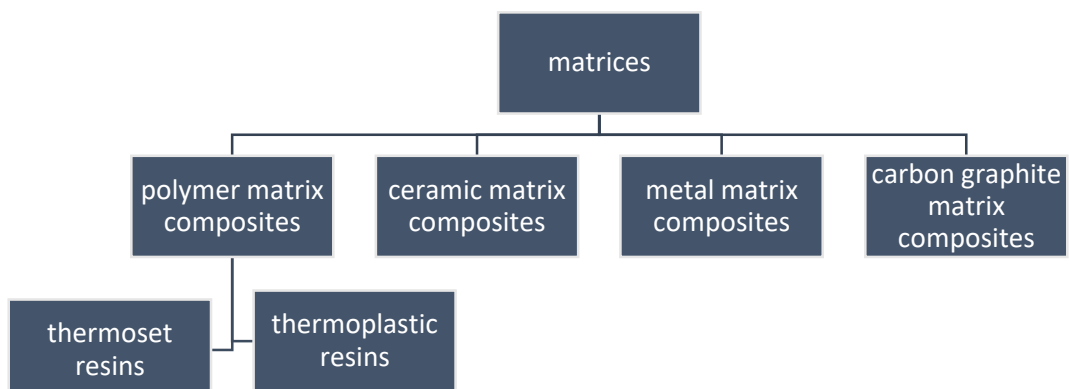 matrices
polymer matrix
composites
ceramic matrix
composites
metal matrix
composites
carbon graphite
matrix
composites
thermoset
resins
thermoplastic
resins